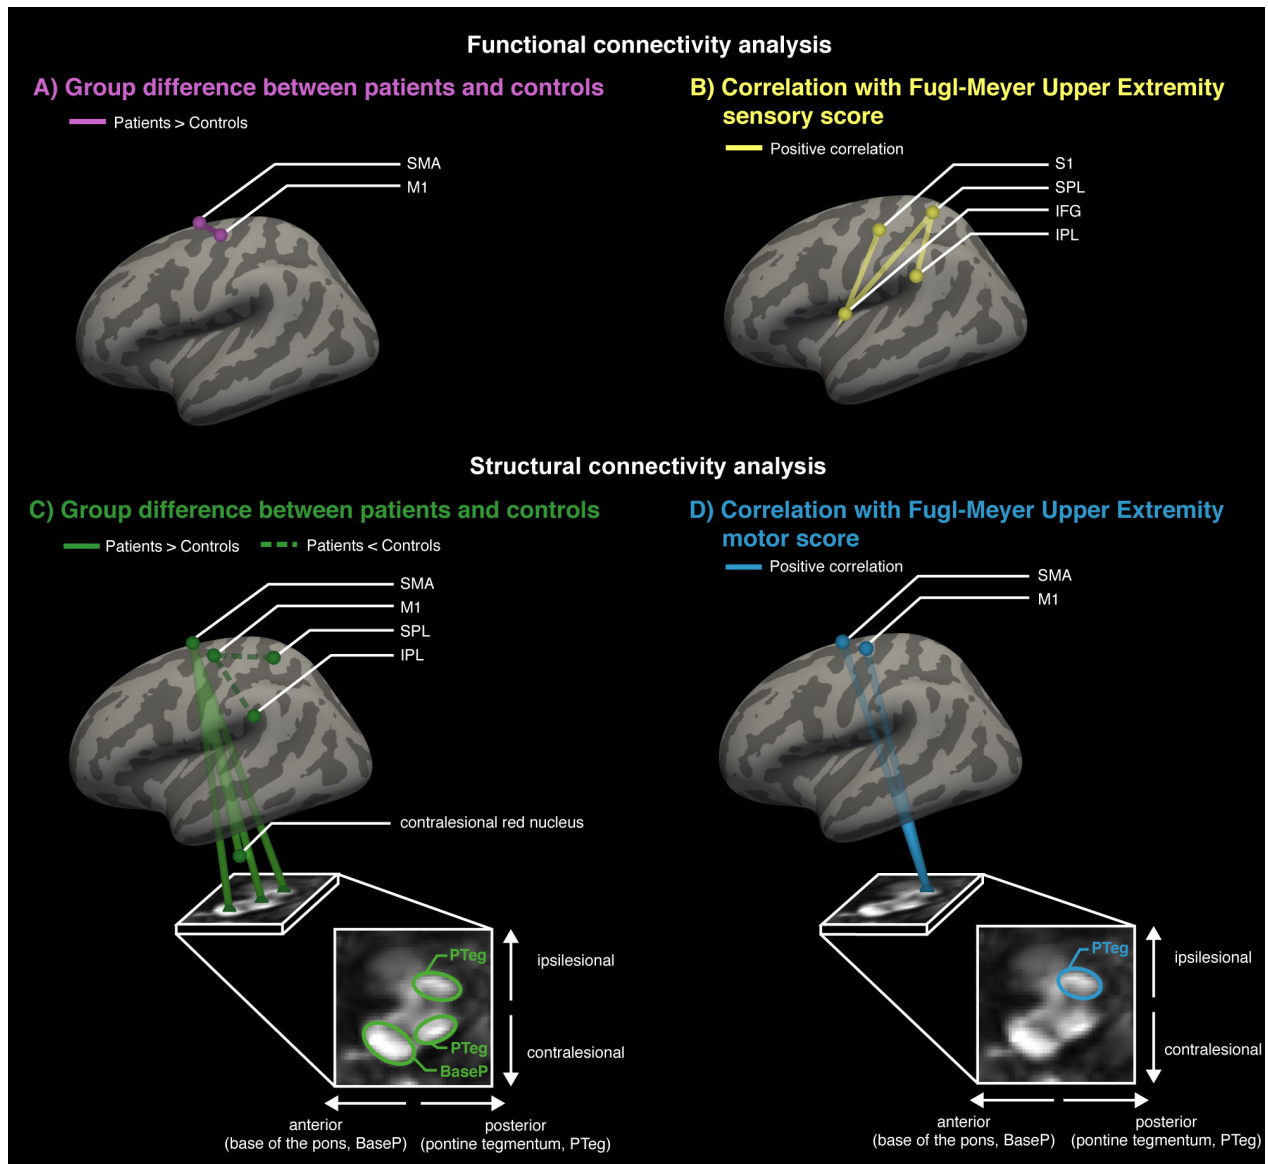 Functional connectivity analysis
A) Group difference between patients and controls
Patients > Controls
SMA
M1
B) Correlation with Fugl-Meyer Upper Extremity
sensory score
Positive correlation
S1
SPL
IFG
IPL
Structural connectivity analysis
C) Group difference between patients and controls
Patients > Controls
Patients < Controls
SMA
M1
SPL
IPL
contralesional red nucleus
PTeg
PTeg
BaseP
ipsilesional
contralesional
anterior
(base of the pons, BaseP)
posterior
(pontine tegmentum, PTeg)
D) Correlation with Fugl-Meyer Upper Extremity
motor score
Positive correlation
SMA
M1
PTeg
ipsilesional
contralesional
anterior
(base of the pons, BaseP)
posterior
(pontine tegmentum, PTeg)